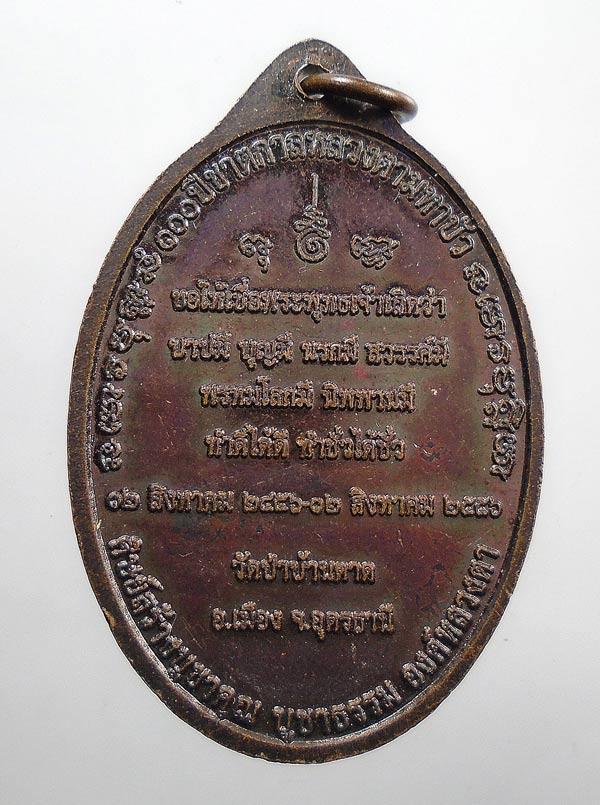 ๑๐๐ปีชาตกาลหลวงตามหาบัว
ขอให้เชื่อพระพุทธเจ้าเถิดว่า
บาปมี บุญมี นรกมี สวรรค์มี
พรหมโลกมี นิพพานมี
ทำดีได้ดี ทำชั่วได้ชั่ว
๑๒ สิงหาคม ๒๔๕๖-๑๒ สิงหาคม ๒๕๕๖
วัดป่าบ้านตาด
อ.เมือง จ.อุดรธานี
ศิษย์สร้างบูชาคุณ บูชาธรรม องค์หลวงตา